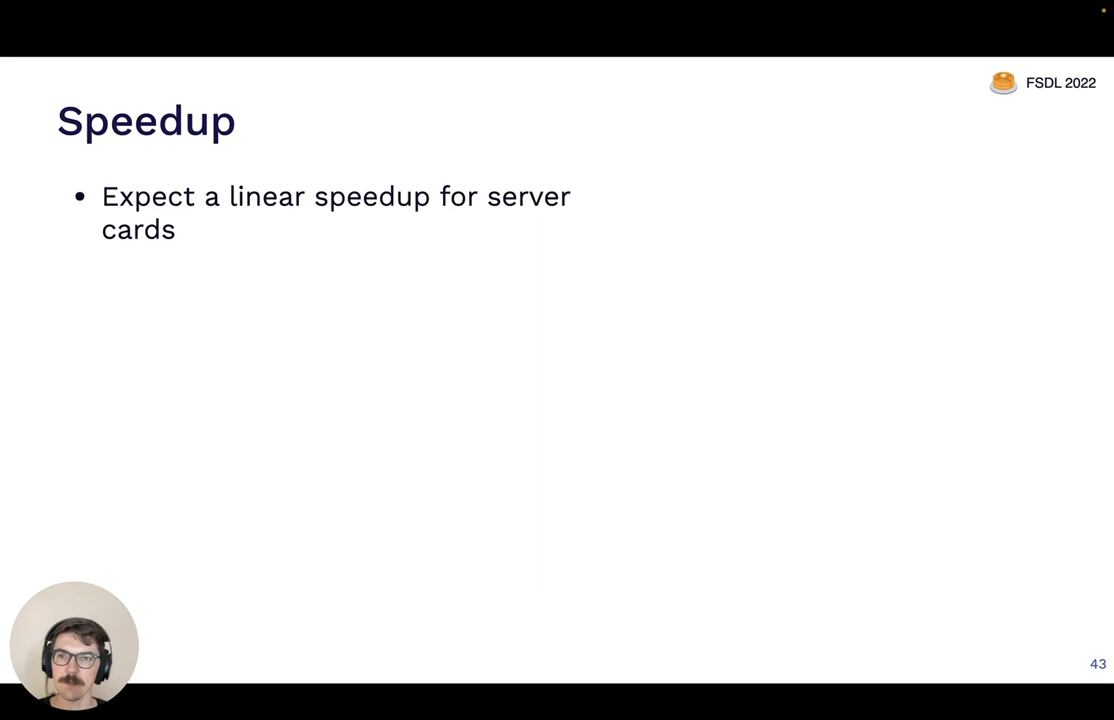 FSDL 2022
Speedup
• Expect a linear speedup for server
cards
43